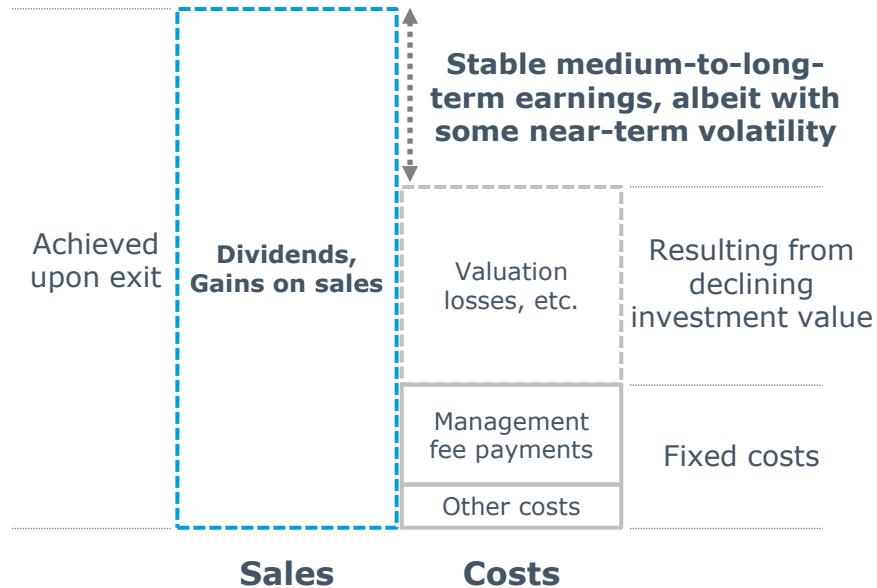 Stable medium-to-long-
term earnings, albeit with
some near-term volatility
Achieved
upon exit
Dividends,
Gains on sales
Valuation
losses, etc.
Resulting from
declining
investment value
Management
fee payments
Fixed costs
Other costs
Sales
Costs